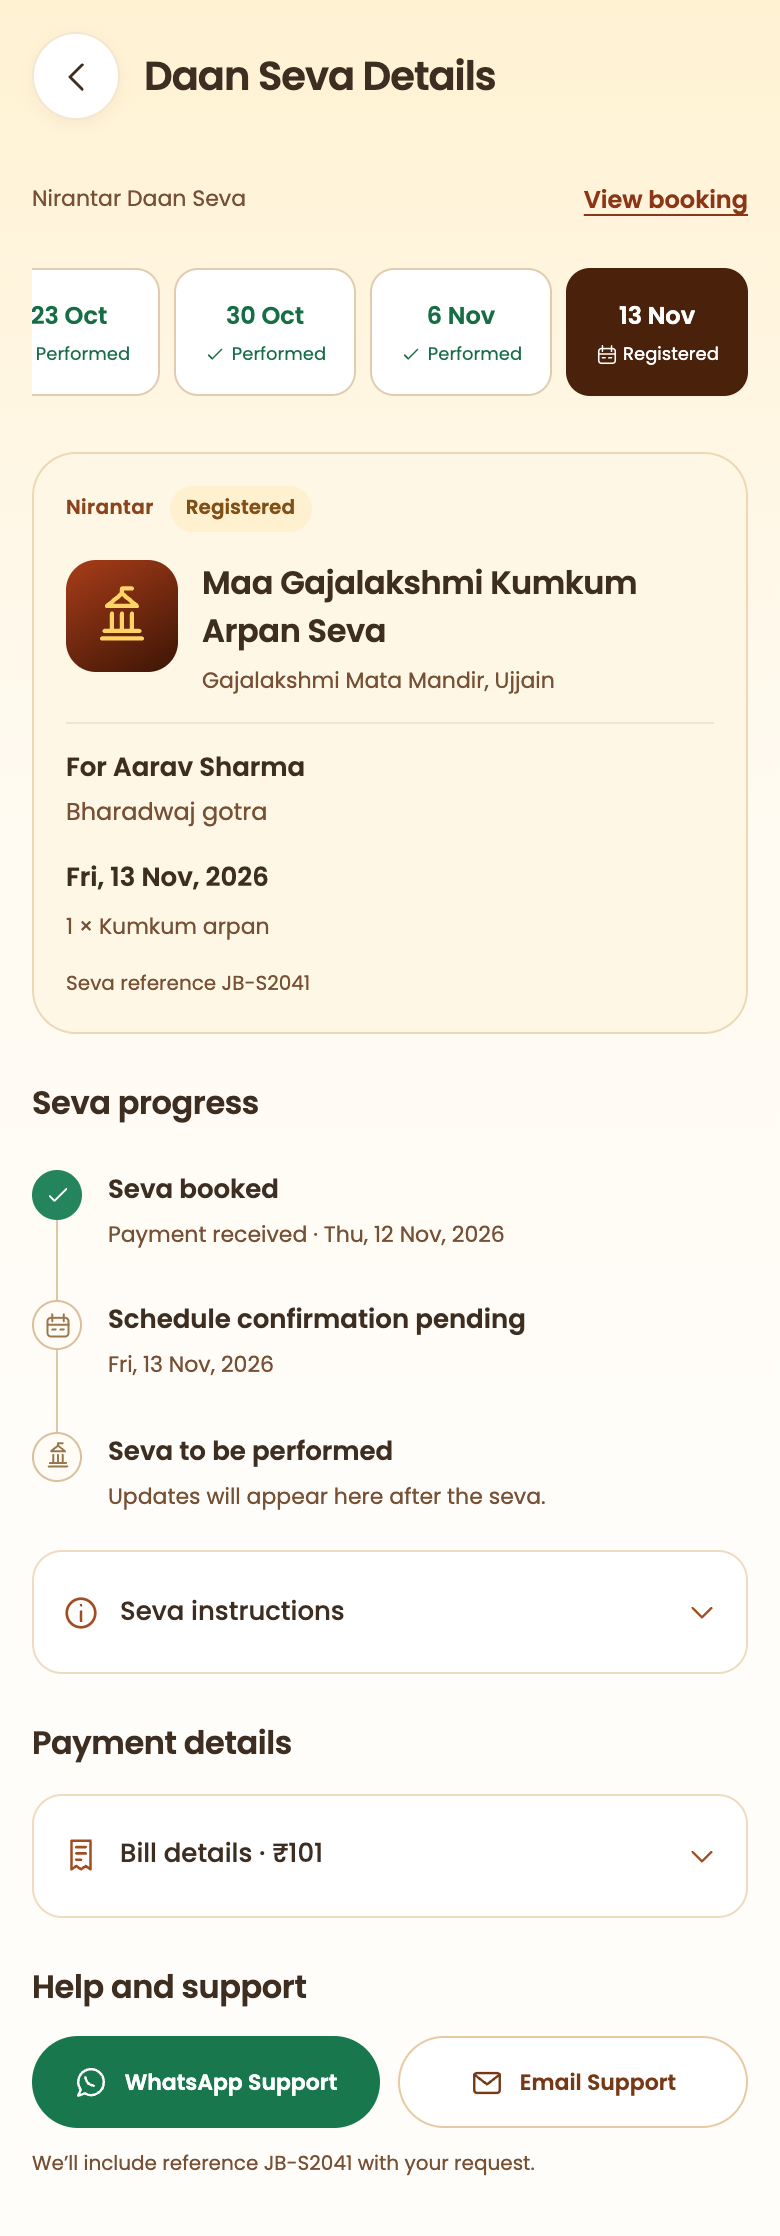 Daan Seva Details
Nirantar Daan Seva
View booking
23 Oct
Performed
30 Oct
Performed
6 Nov
Performed
13 Nov
Registered
Nirantar
Registered
Maa Gajalakshmi Kumkum
Arpan Seva
Gajalakshmi Mata Mandir, Ujjain
For Aarav Sharma
Bharadwaj gotra
Fri, 13 Nov, 2026
1 × Kumkum arpan
Seva reference JB-S2041
Seva progress
Seva booked
Payment received · Thu, 12 Nov, 2026
Schedule confirmation pending
Fri, 13 Nov, 2026
Seva to be performed
Updates will appear here after the seva.
Seva instructions
Payment details
Bill details · ₹101
Help and support
WhatsApp Support
Email Support
We’ll include reference JB-S2041 with your request.